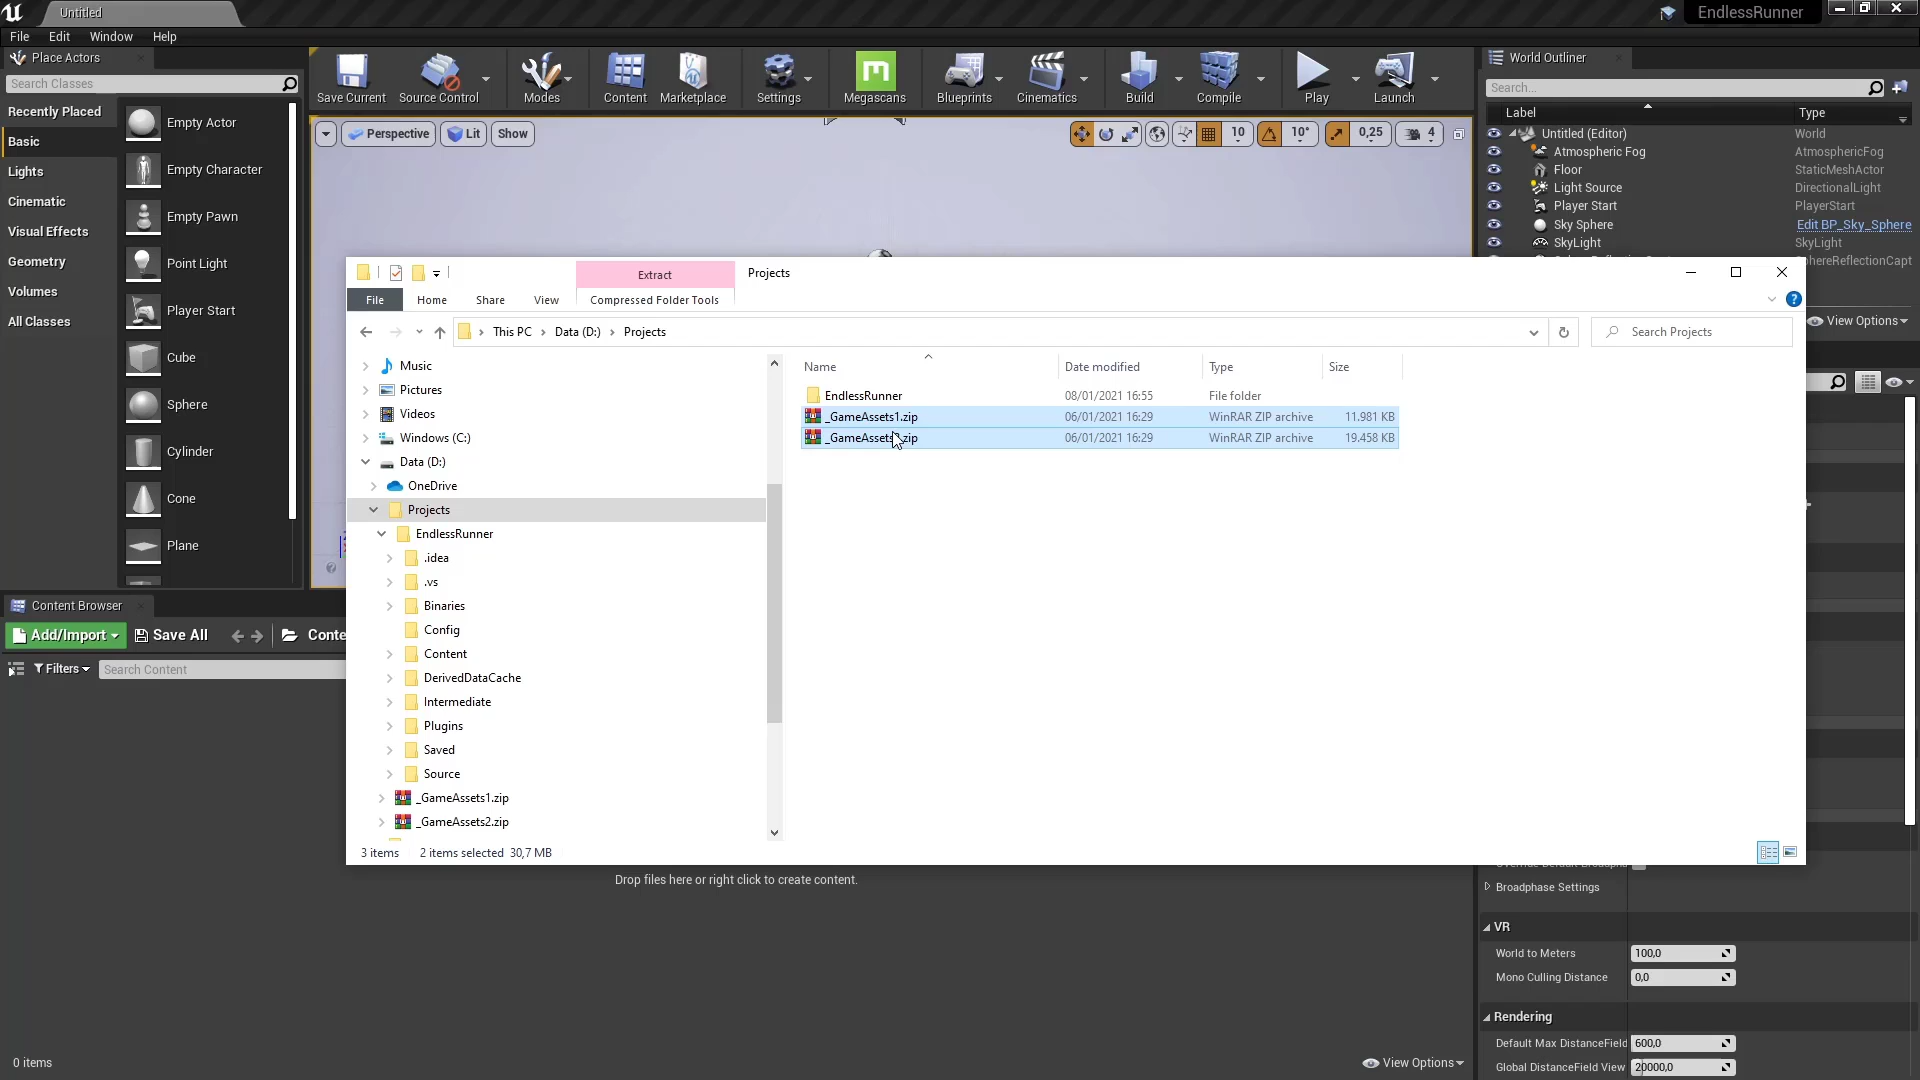 Untitled
EndlessRunner
File Edit Window Help
Place Actors
Search Classes
Recently Placed
Basic
Lights
Cinematic
Visual Effects
Geometry
Volumes
All Classes
Empty Actor
Empty Character
Empty Pawn
Point Light
Player Start
Cube
Sphere
Cylinder
Cone
Plane
Save Current
Source Control
Modes
Content
Marketplace
Settings
Megascans
Blueprints
Cinematics
Build
Compile
Play
Launch
Perspective Lit Show
10 10° 0,25 4
World Outliner
Search...
Label Type
Untitled (Editor) World
Atmospheric Fog AtmosphericFog
Floor StaticMeshActor
Light Source DirectionalLight
Player Start PlayerStart
Sky Sphere Edit BP_Sky_Sphere
SkyLight SkyLight
SphereReflectionCapt
View Options
Extract
Projects
File Home Share View Compressed Folder Tools
This PC Data (D:) Projects
Search Projects
Music
Pictures
Videos
Windows (C:)
Data (D:)
OneDrive
Projects
EndlessRunner
.idea
.vs
Binaries
Config
Content
DerivedDataCache
Intermediate
Plugins
Saved
Source
_GameAssets1.zip
_GameAssets2.zip
Name Date modified Type Size
EndlessRunner 08/01/2021 16:55 File folder
_GameAssets1.zip 06/01/2021 16:29 WinRAR ZIP archive 11.981 KB
_GameAssets2.zip 06/01/2021 16:29 WinRAR ZIP archive 19.458 KB
3 items 2 items selected 30,7 MB
Content Browser
Add/Import Save All Conte
Filters Search Content
Drop files here or right click to create content.
0 items
View Options
Broadphase Settings
VR
World to Meters 100,0
Mono Culling Distance 0,0
Rendering
Default Max DistanceField 600,0
Global DistanceField View 20000,0